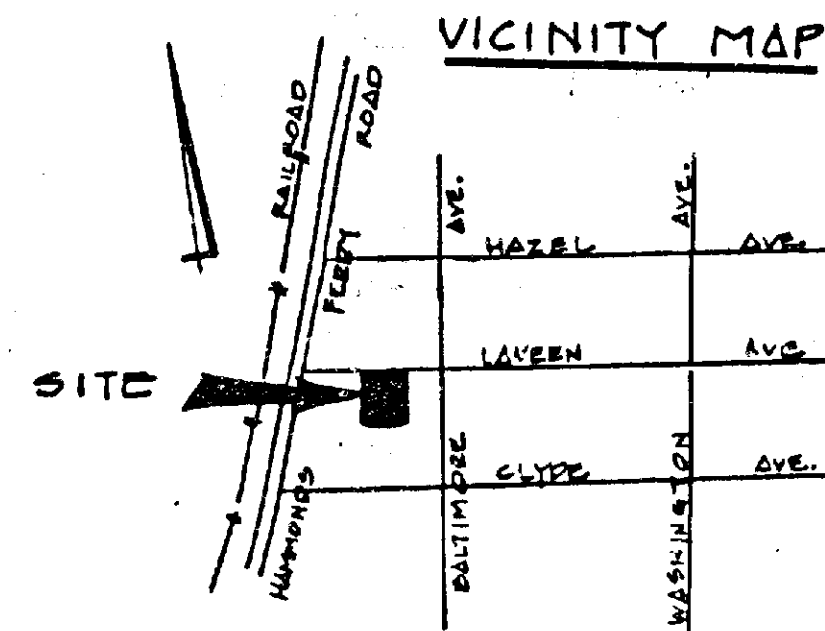 VICINITY MAP
RAILROAD
ROAD
AVE.
AVE.
HAZEL AVE.
FERRY
LAVEEN AVE
SITE
CLYDE AVE.
HAMMONDS
BALTIMORE
WASHINGTON